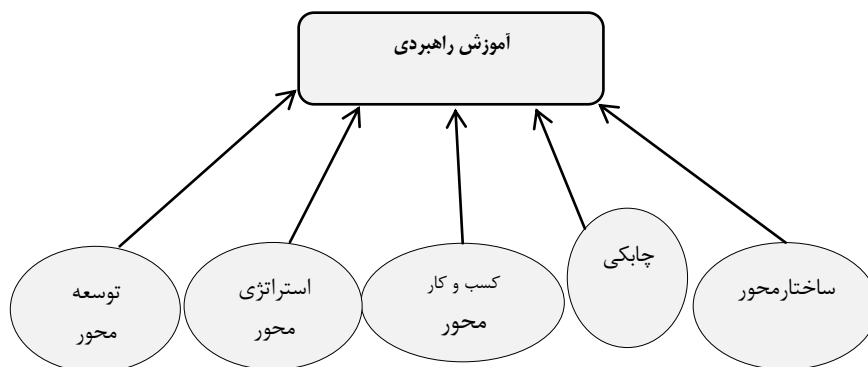 آموزش راهبردی
ساختارمحور
چابکی
کسب و کار
محور
استراتژی
محور
توسعه
محور